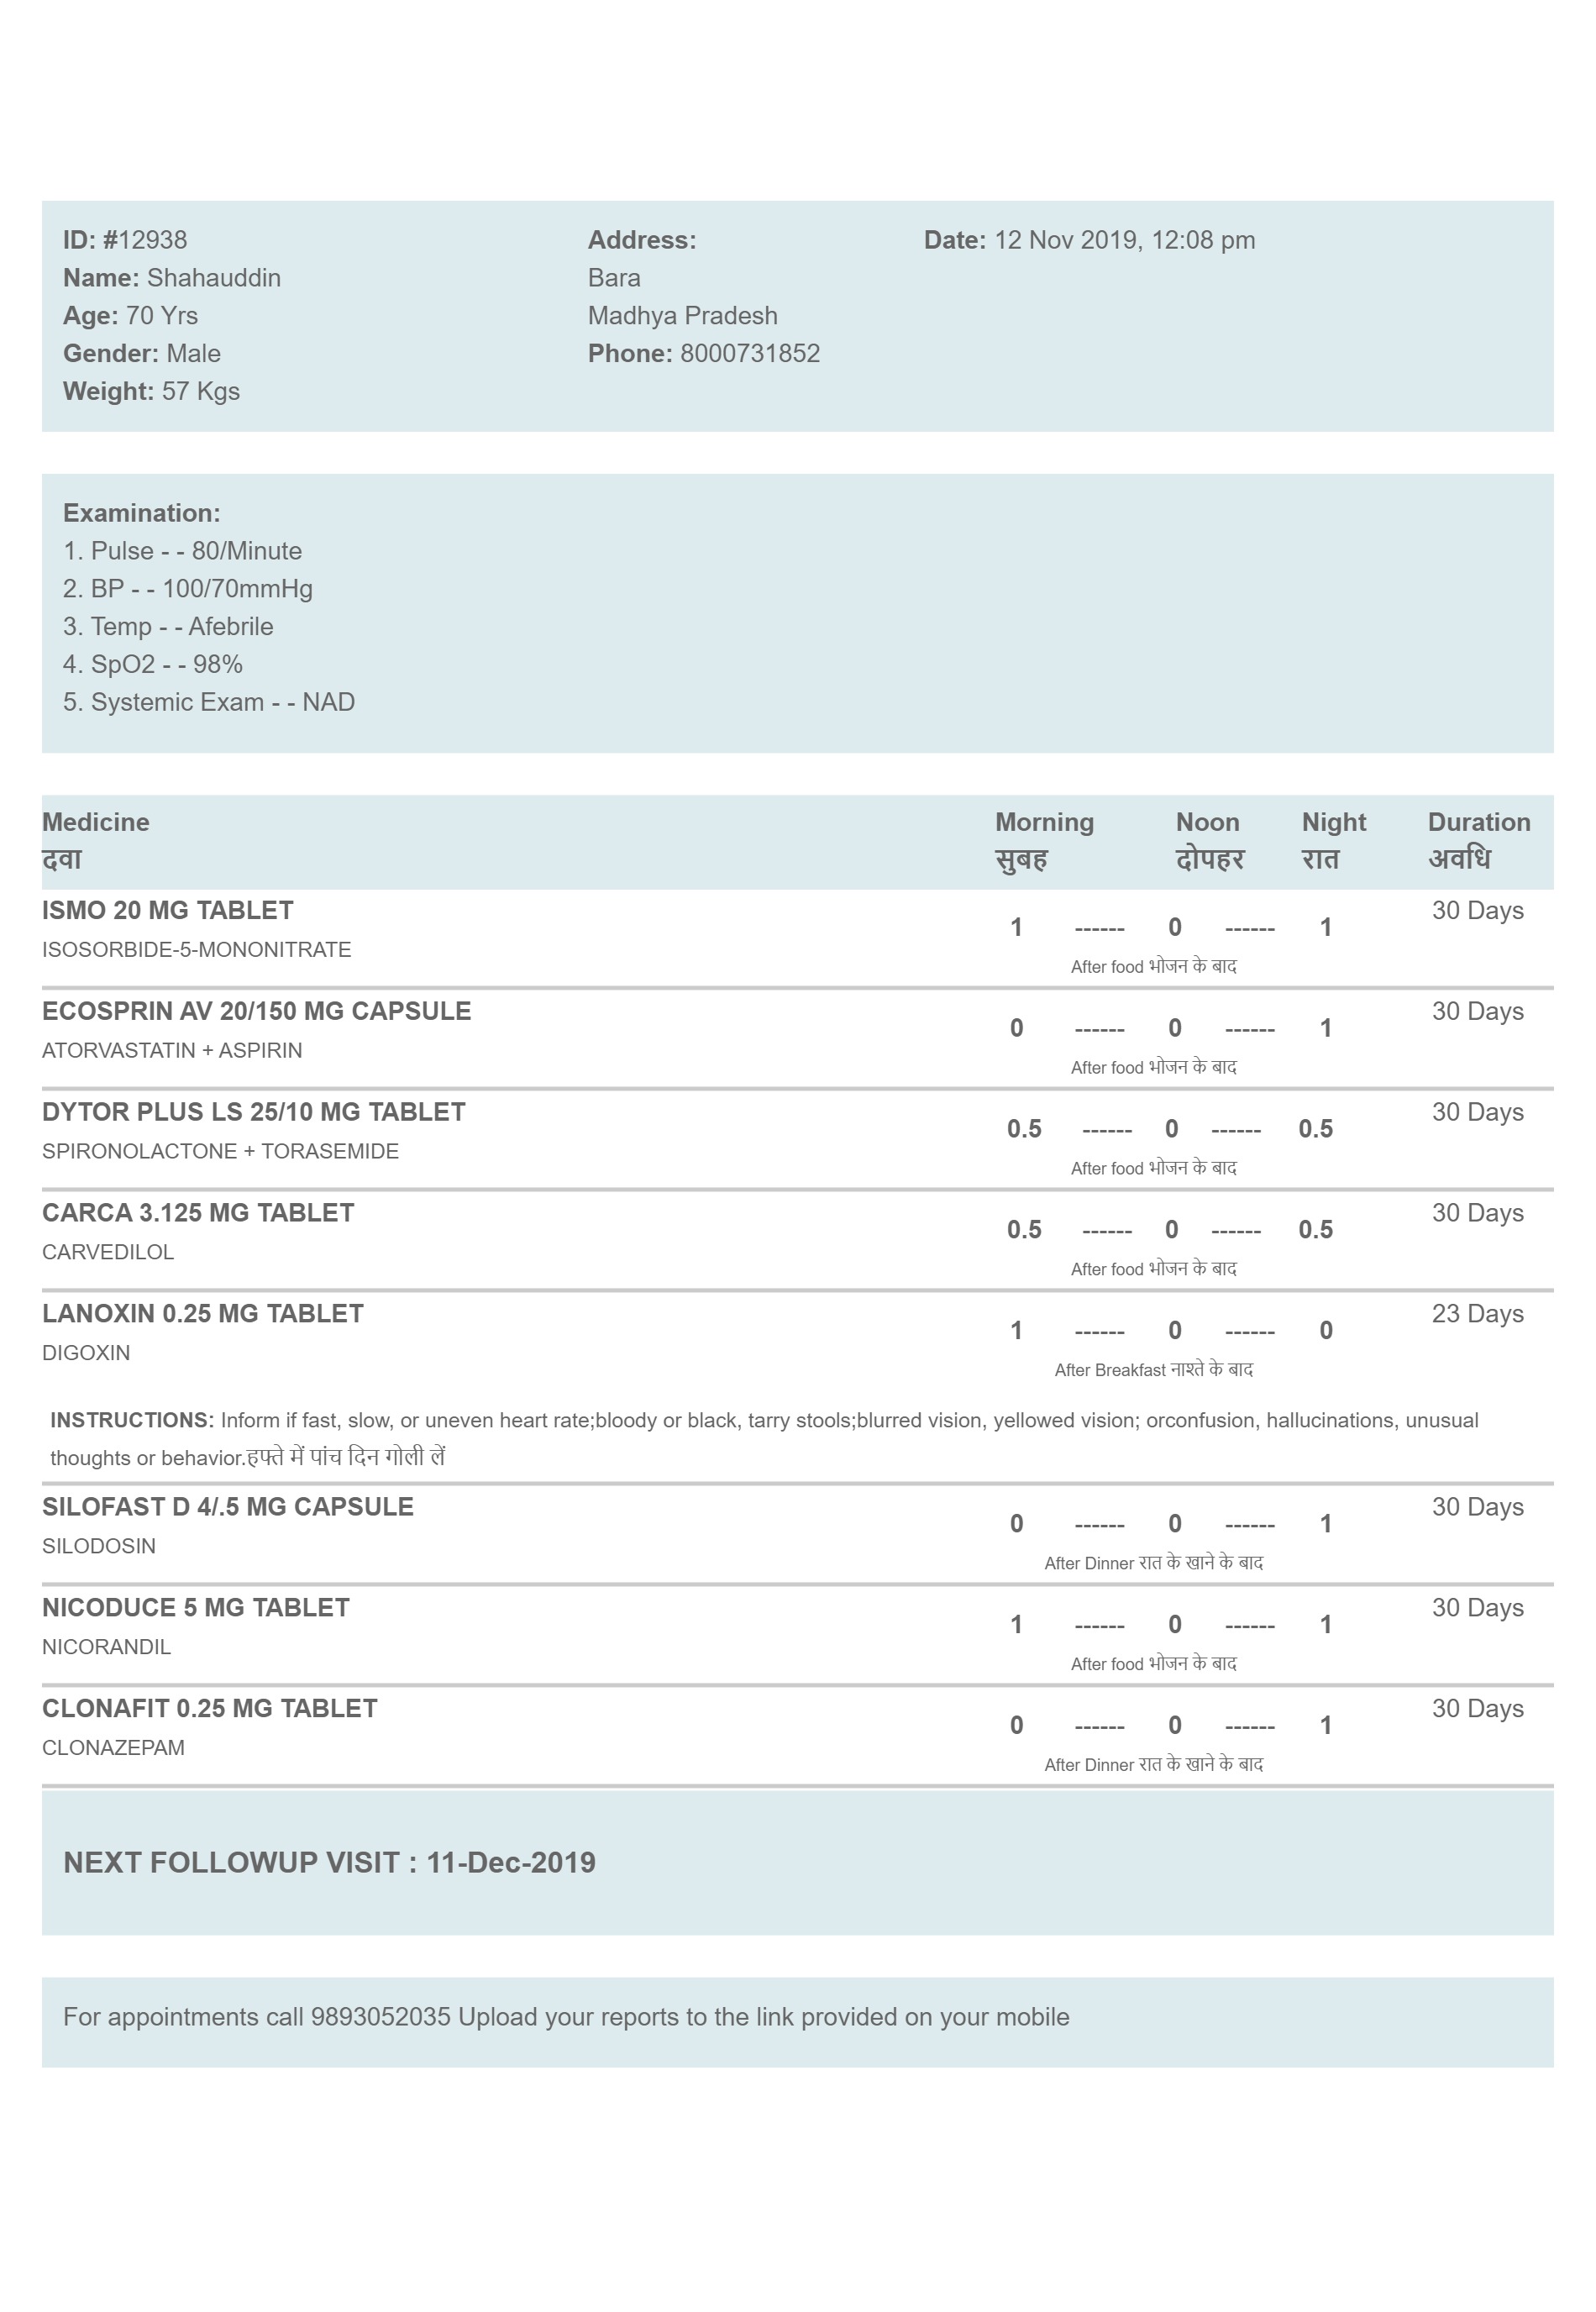 ID: #12938
Name: Shahauddin
Age: 70 Yrs
Gender: Male
Weight: 57 Kgs
Address:
Bara
Madhya Pradesh
Phone: 8000731852
Date: 12 Nov 2019, 12:08 pm
Examination:
1. Pulse - - 80/Minute
2. BP - - 100/70mmHg
3. Temp - - Afebrile
4. SpO2 - - 98%
5. Systemic Exam - - NAD
Medicine Morning Noon Night Duration
दवा सुबह दोपहर रात अवधि
ISMO 20 MG TABLET 30 Days
1 ------ 0 ------ 1
ISOSORBIDE-5-MONONITRATE
After food भोजन के बाद
ECOSPRIN AV 20/150 MG CAPSULE 30 Days
0 ------ 0 ------ 1
ATORVASTATIN + ASPIRIN
After food भोजन के बाद
DYTOR PLUS LS 25/10 MG TABLET 30 Days
0.5 ------ 0 ------ 0.5
SPIRONOLACTONE + TORASEMIDE
After food भोजन के बाद
CARCA 3.125 MG TABLET 30 Days
0.5 ------ 0 ------ 0.5
CARVEDILOL
After food भोजन के बाद
LANOXIN 0.25 MG TABLET 23 Days
1 ------ 0 ------ 0
DIGOXIN
After Breakfast नाश्ते के बाद
INSTRUCTIONS: Inform if fast, slow, or uneven heart rate;bloody or black, tarry stools;blurred vision, yellowed vision; orconfusion, hallucinations, unusual
thoughts or behavior.हफ्ते में पांच दिन गोली लें
SILOFAST D 4/.5 MG CAPSULE 30 Days
0 ------ 0 ------ 1
SILODOSIN
After Dinner रात के खाने के बाद
NICODUCE 5 MG TABLET 30 Days
1 ------ 0 ------ 1
NICORANDIL
After food भोजन के बाद
CLONAFIT 0.25 MG TABLET 30 Days
0 ------ 0 ------ 1
CLONAZEPAM
After Dinner रात के खाने के बाद
NEXT FOLLOWUP VISIT : 11-Dec-2019
For appointments call 9893052035 Upload your reports to the link provided on your mobile